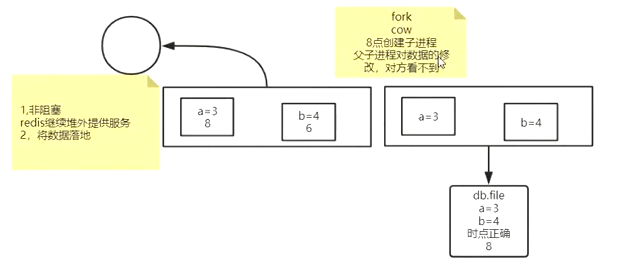 fork
cow
8点创建子进程
父子进程对数据的修
改，对方看不到
1,非阻塞
redis继续堆外提供服务
2，将数据落地
a=3
8
b=4
6
a=3
b=4
db.file
a=3
b=4
时点正确
8